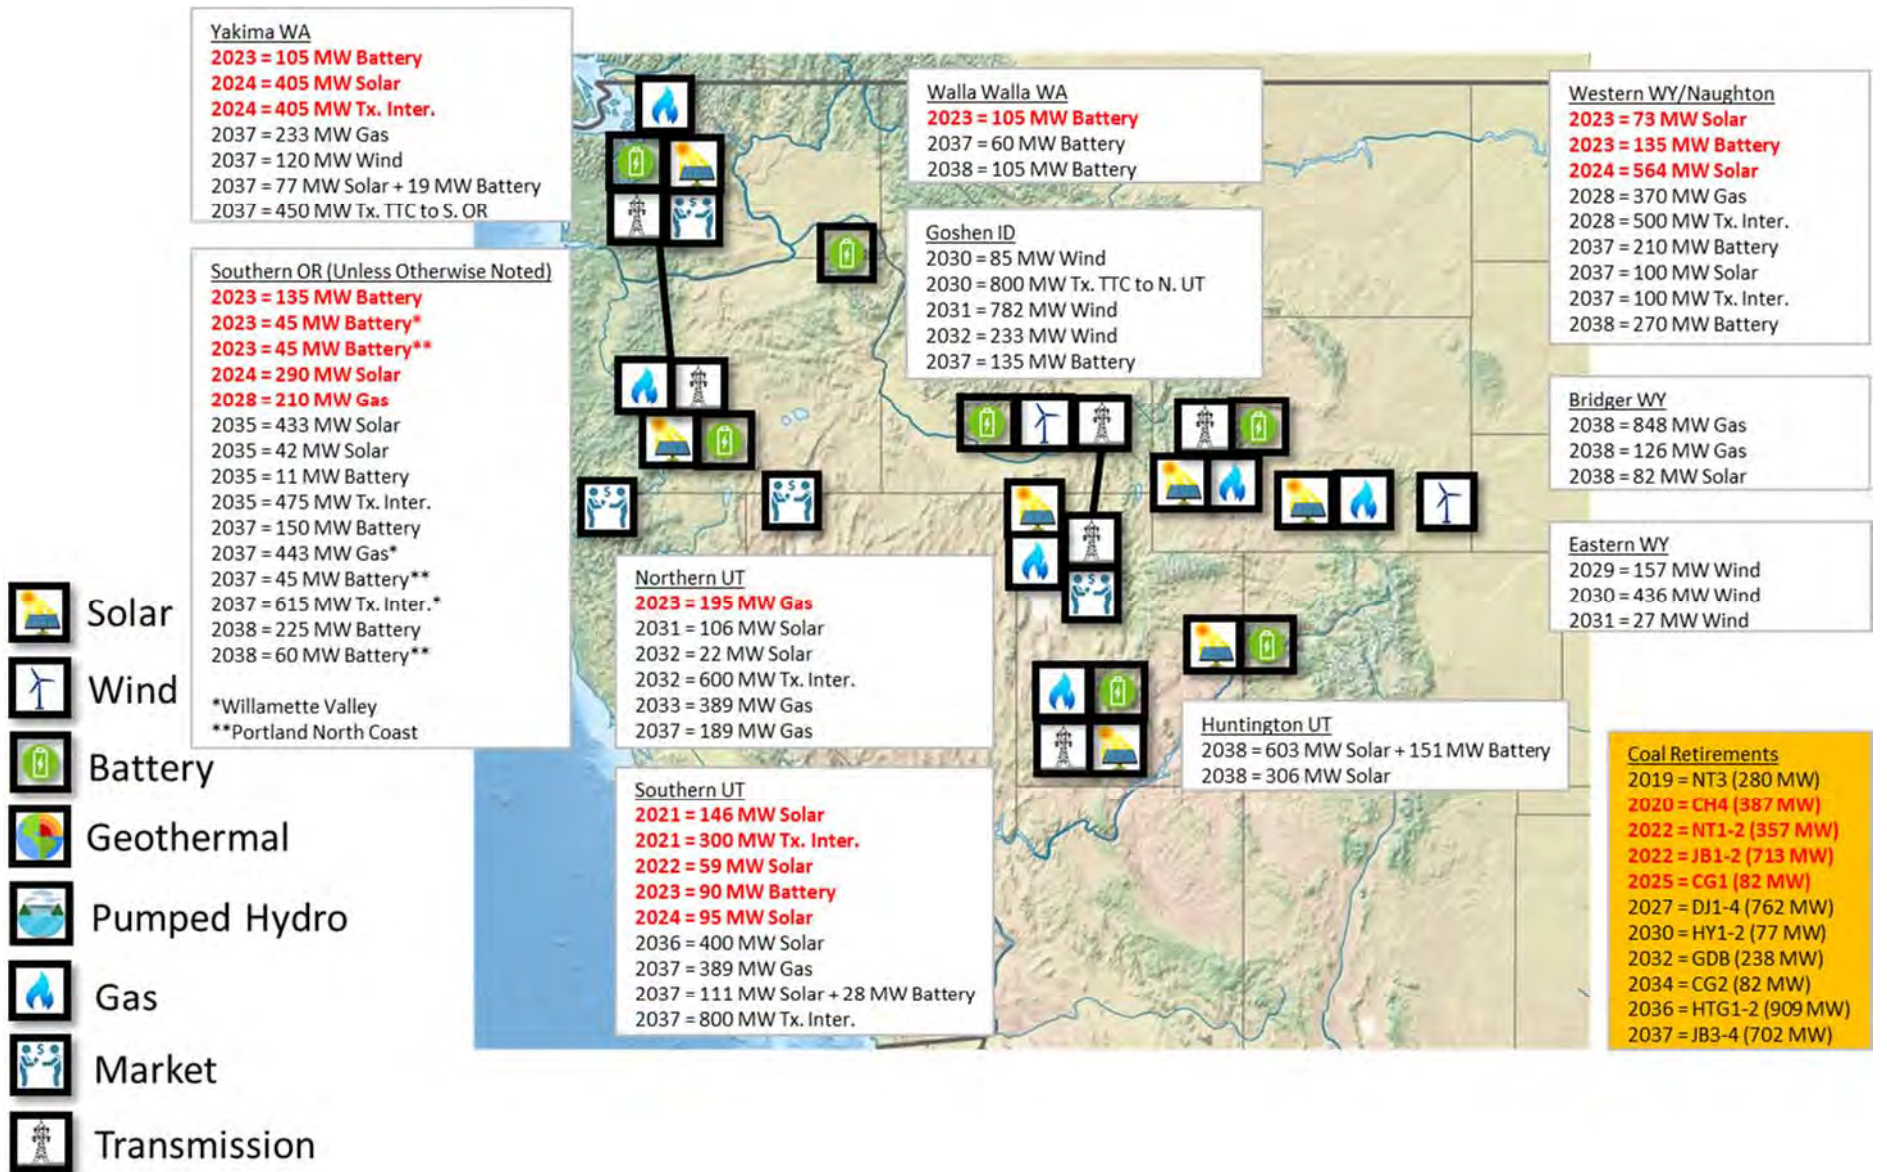 Yakima WA
2023 = 105 MW Battery
2024 = 405 MW Solar
2024 = 405 MW Tx. Inter.
2037 = 233 MW Gas
2037 = 120 MW Wind
2037 = 77 MW Solar + 19 MW Battery
2037 = 450 MW Tx. TTC to S. OR
Southern OR (Unless Otherwise Noted)
2023 = 135 MW Battery
2023 = 45 MW Battery*
2023 = 45 MW Battery**
2024 = 290 MW Solar
2028 = 210 MW Gas
2035 = 433 MW Solar
2035 = 42 MW Solar
2035 = 11 MW Battery
2035 = 475 MW Tx. Inter.
2037 = 150 MW Battery
2037 = 443 MW Gas*
2037 = 45 MW Battery**
2037 = 615 MW Tx. Inter.*
2038 = 225 MW Battery
2038 = 60 MW Battery**
*Willamette Valley
**Portland North Coast
Walla Walla WA
2023 = 105 MW Battery
2037 = 60 MW Battery
2038 = 105 MW Battery
Goshen ID
2030 = 85 MW Wind
2030 = 800 MW Tx. TTC to N. UT
2031 = 782 MW Wind
2032 = 233 MW Wind
2037 = 135 MW Battery
Western WY/Naughton
2023 = 73 MW Solar
2023 = 135 MW Battery
2024 = 564 MW Solar
2028 = 370 MW Gas
2028 = 500 MW Tx. Inter.
2037 = 210 MW Battery
2037 = 100 MW Solar
2037 = 100 MW Tx. Inter.
2038 = 270 MW Battery
Bridger WY
2038 = 848 MW Gas
2038 = 126 MW Gas
2038 = 82 MW Solar
Eastern WY
2029 = 157 MW Wind
2030 = 436 MW Wind
2031 = 27 MW Wind
Northern UT
2023 = 195 MW Gas
2031 = 106 MW Solar
2032 = 22 MW Solar
2032 = 600 MW Tx. Inter.
2033 = 389 MW Gas
2037 = 189 MW Gas
Southern UT
2021 = 146 MW Solar
2021 = 300 MW Tx. Inter.
2022 = 59 MW Solar
2023 = 90 MW Battery
2024 = 95 MW Solar
2036 = 400 MW Solar
2037 = 389 MW Gas
2037 = 111 MW Solar + 28 MW Battery
2037 = 800 MW Tx. Inter.
Huntington UT
2038 = 603 MW Solar + 151 MW Battery
2038 = 306 MW Solar
Coal Retirements
2019 = NT3 (280 MW)
2020 = CH4 (387 MW)
2022 = NT1-2 (357 MW)
2022 = JB1-2 (713 MW)
2025 = CG1 (82 MW)
2027 = DJ1-4 (762 MW)
2030 = HY1-2 (77 MW)
2032 = GDB (238 MW)
2034 = CG2 (82 MW)
2036 = HTG1-2 (909 MW)
2037 = JB3-4 (702 MW)
Solar
Wind
Battery
Geothermal
Pumped Hydro
Gas
Market
Transmission